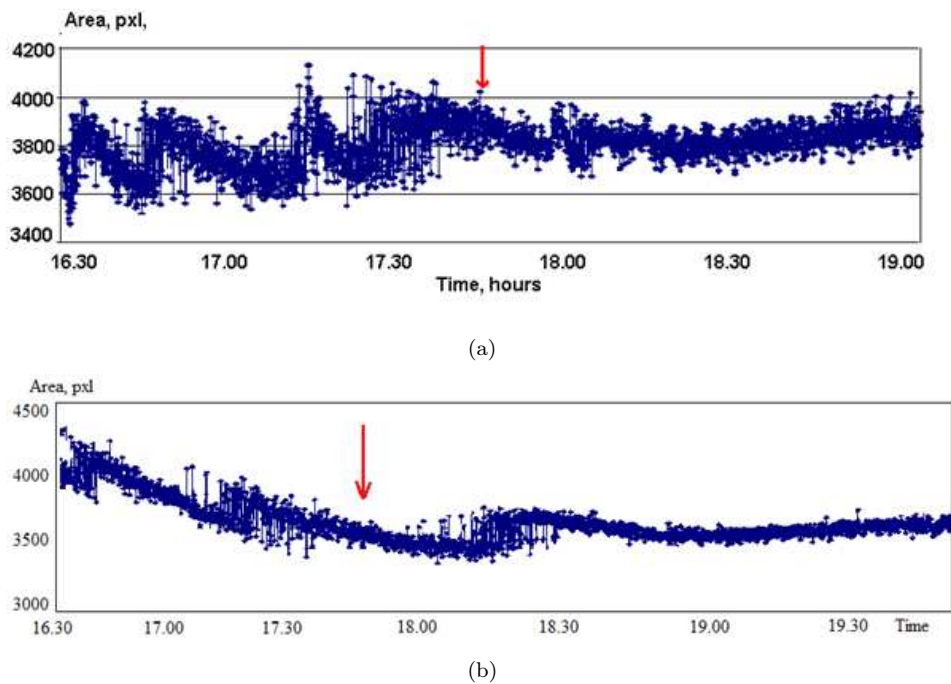 Area, pxl,
4200
4000
3800
3600
3400
16.30 17.00 17.30 18.00 18.30 19.00
Time, hours
(a)
Area, pxl
4500
4000
3500
3000
16.30 17.00 17.30 18.00 18.30 19.00 19.30 Time
(b)